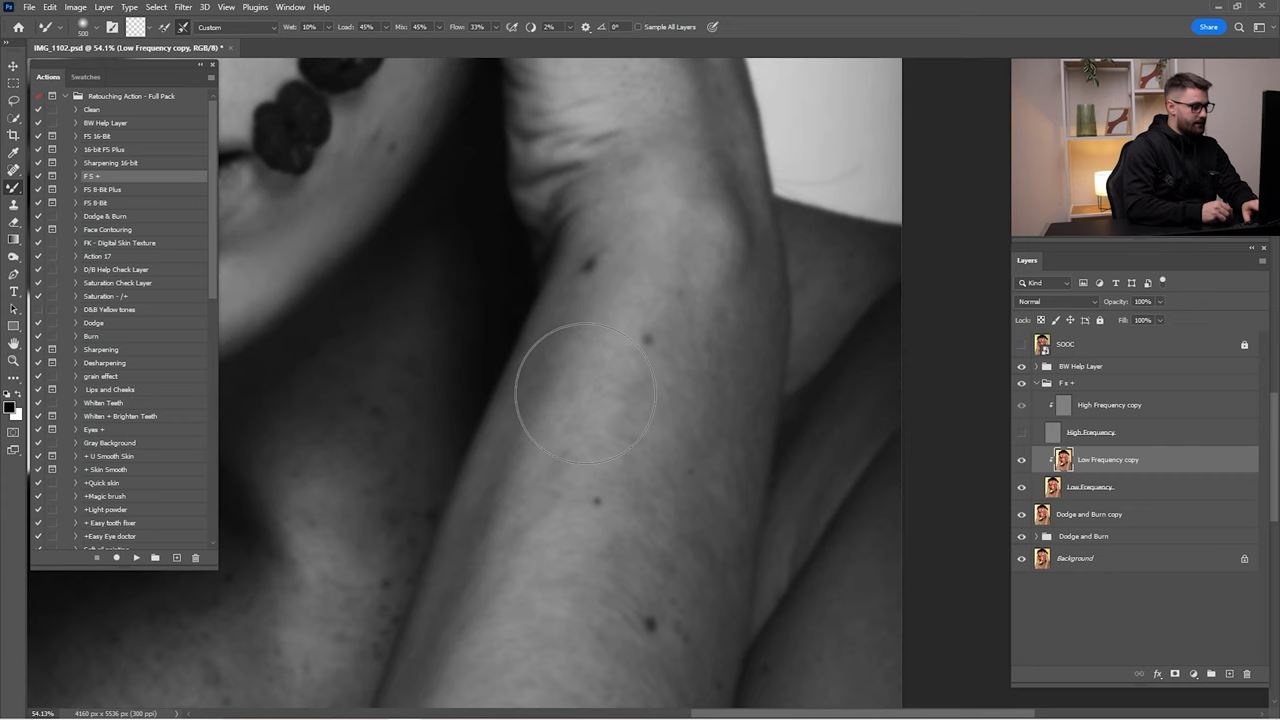 File Edit Image Layer Type Select Filter 3D View Plugins Window Help
500 Custom Wet: 10% Load: 45% Mix: 45% Flow: 33% 2% 0° Sample All Layers Share
IMG_1102.psd @ 54.1% (Low Frequency copy, RGB/8) *
Actions Swatches
Retouching Action - Full Pack
Clean
BW Help Layer
FS 16-Bit
16-bit FS Plus
Sharpening 16-bit
F S +
FS 8-Bit Plus
FS 8-Bit
Dodge & Burn
Face Contouring
FK - Digital Skin Texture
Action 17
D/B Help Check Layer
Saturation Check Layer
Saturation - /+
D&B Yellow tones
Dodge
Burn
Sharpening
Desharpening
grain effect
Lips and Cheeks
Whiten Teeth
Whiten + Brighten Teeth
Eyes +
Gray Background
+ U Smooth Skin
+ Skin Smooth
+Quick skin
+Magic brush
+Light powder
+ Easy tooth fixer
+Easy Eye doctor
Layers
Kind
Normal Opacity: 100%
Lock: Fill: 100%
SOOC
BW Help Layer
F s +
High Frequency copy
High Frequency
Low Frequency copy
Low Frequency
Dodge and Burn copy
Dodge and Burn
Background
54.13% 4160 px x 5536 px (300 ppi)